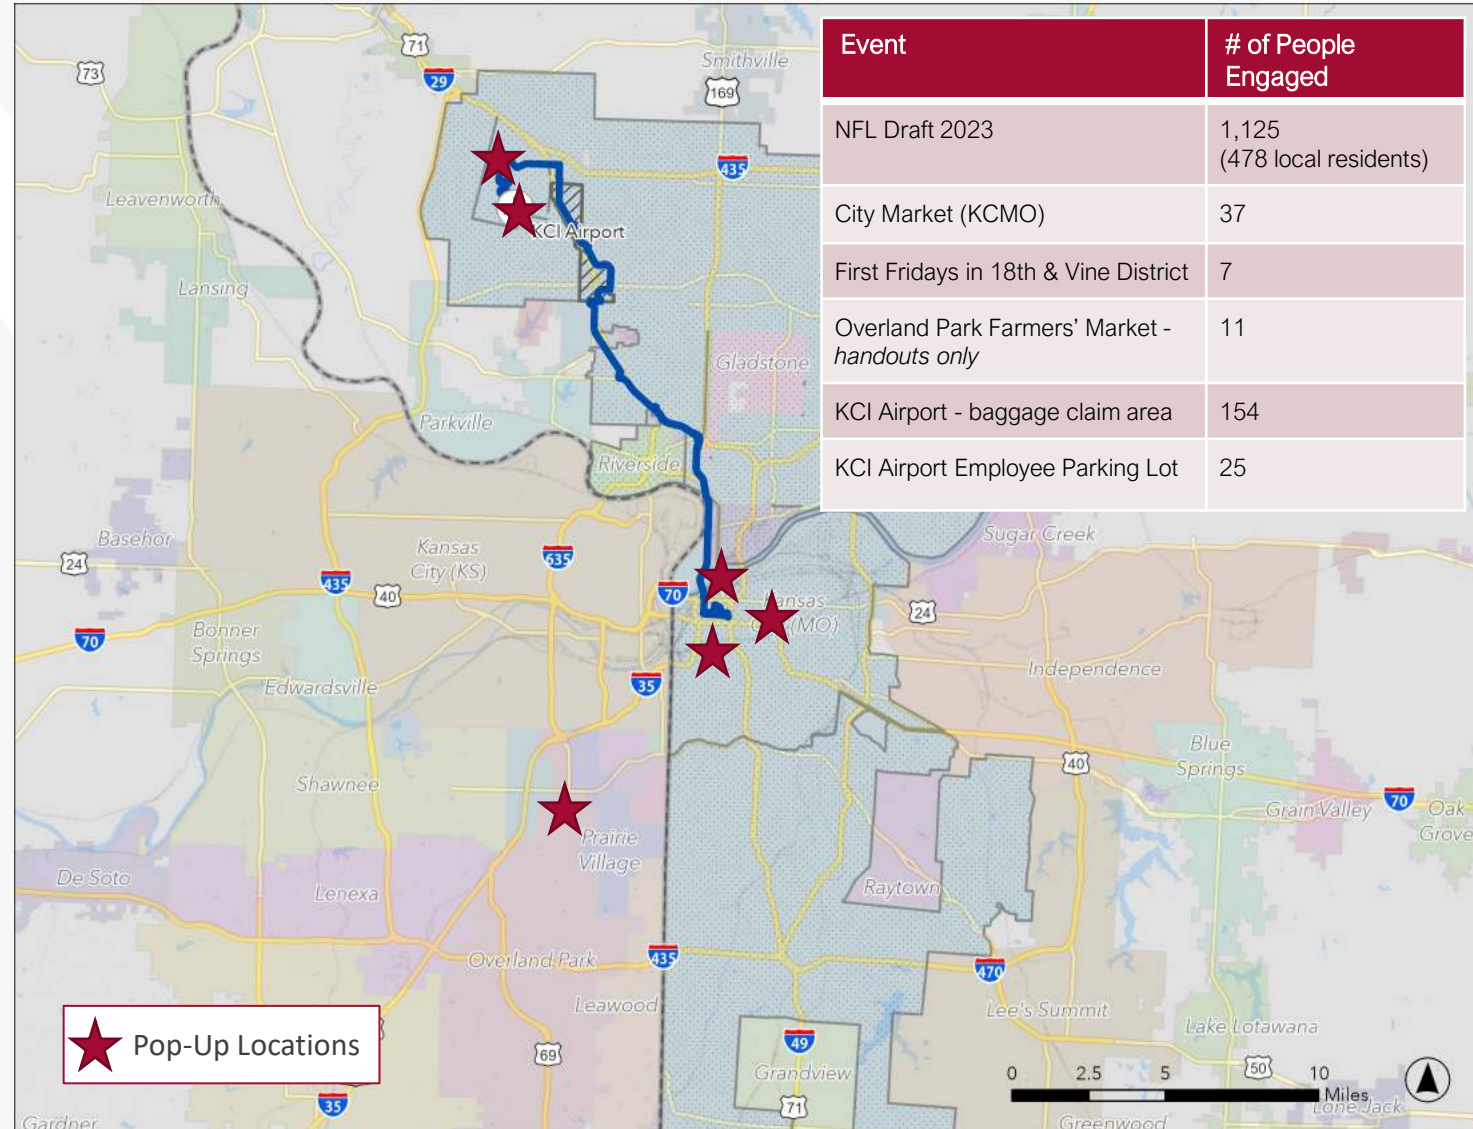 Event
# of People
Engaged
NFL Draft 2023
1,125
(478 local residents)
City Market (KCMO)
37
First Fridays in 18th & Vine District
7
Overland Park Farmers’ Market -
handouts only
11
KCI Airport - baggage claim area
154
KCI Airport Employee Parking Lot
25
71
Smithville
73
29
169
435
Leavenworth
KCI Airport
Lansing
Gladstone
Parkville
Riverside
Basehor
Kansas
City (KS)
635
Sugar Creek
24
435
40
70
Kansas
(MO)
24
70
Bonner
Springs
Independence
Edwardsville
35
Blue
Springs
40
Shawnee
70
Grain Valley
Oak
Grove
Prairie
Village
De Soto
Lenexa
Raytown
Overland Park
435
470
Leawood
Lee's Summit
Lake Lotawana
Pop-Up Locations
69
49
Grandview
0
2.5
5
10
Miles
50
71
35
Lone Jack
Gardner
Greenwood